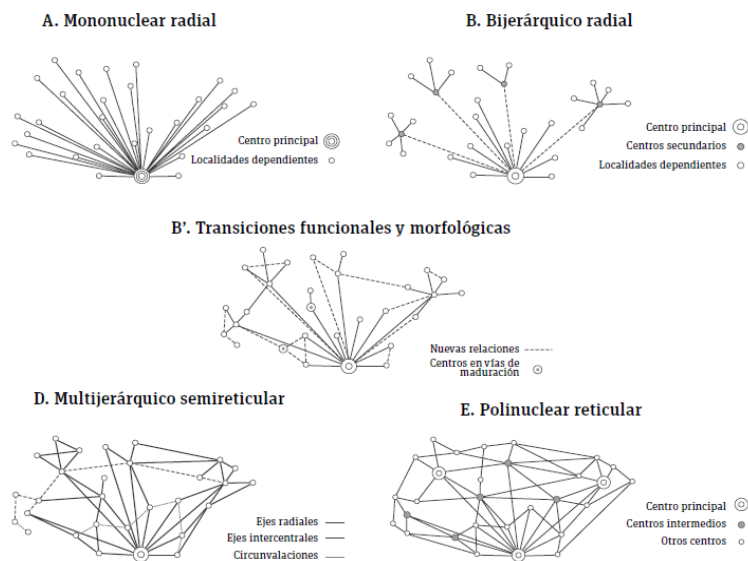 A. Mononuclear radial
Centro principal
Localidades dependientes
B. Bijerárquico radial
Centro principal
Centros secundarios
Localidades dependientes
B'. Transiciones funcionales y morfológicas
Nuevas relaciones
Centros en vías de
maduración
D. Multijerárquico semireticular
Ejes radiales
Ejes intercentrales
Circunvalaciones
E. Polinuclear reticular
Centro principal
Centros intermedios
Otros centros